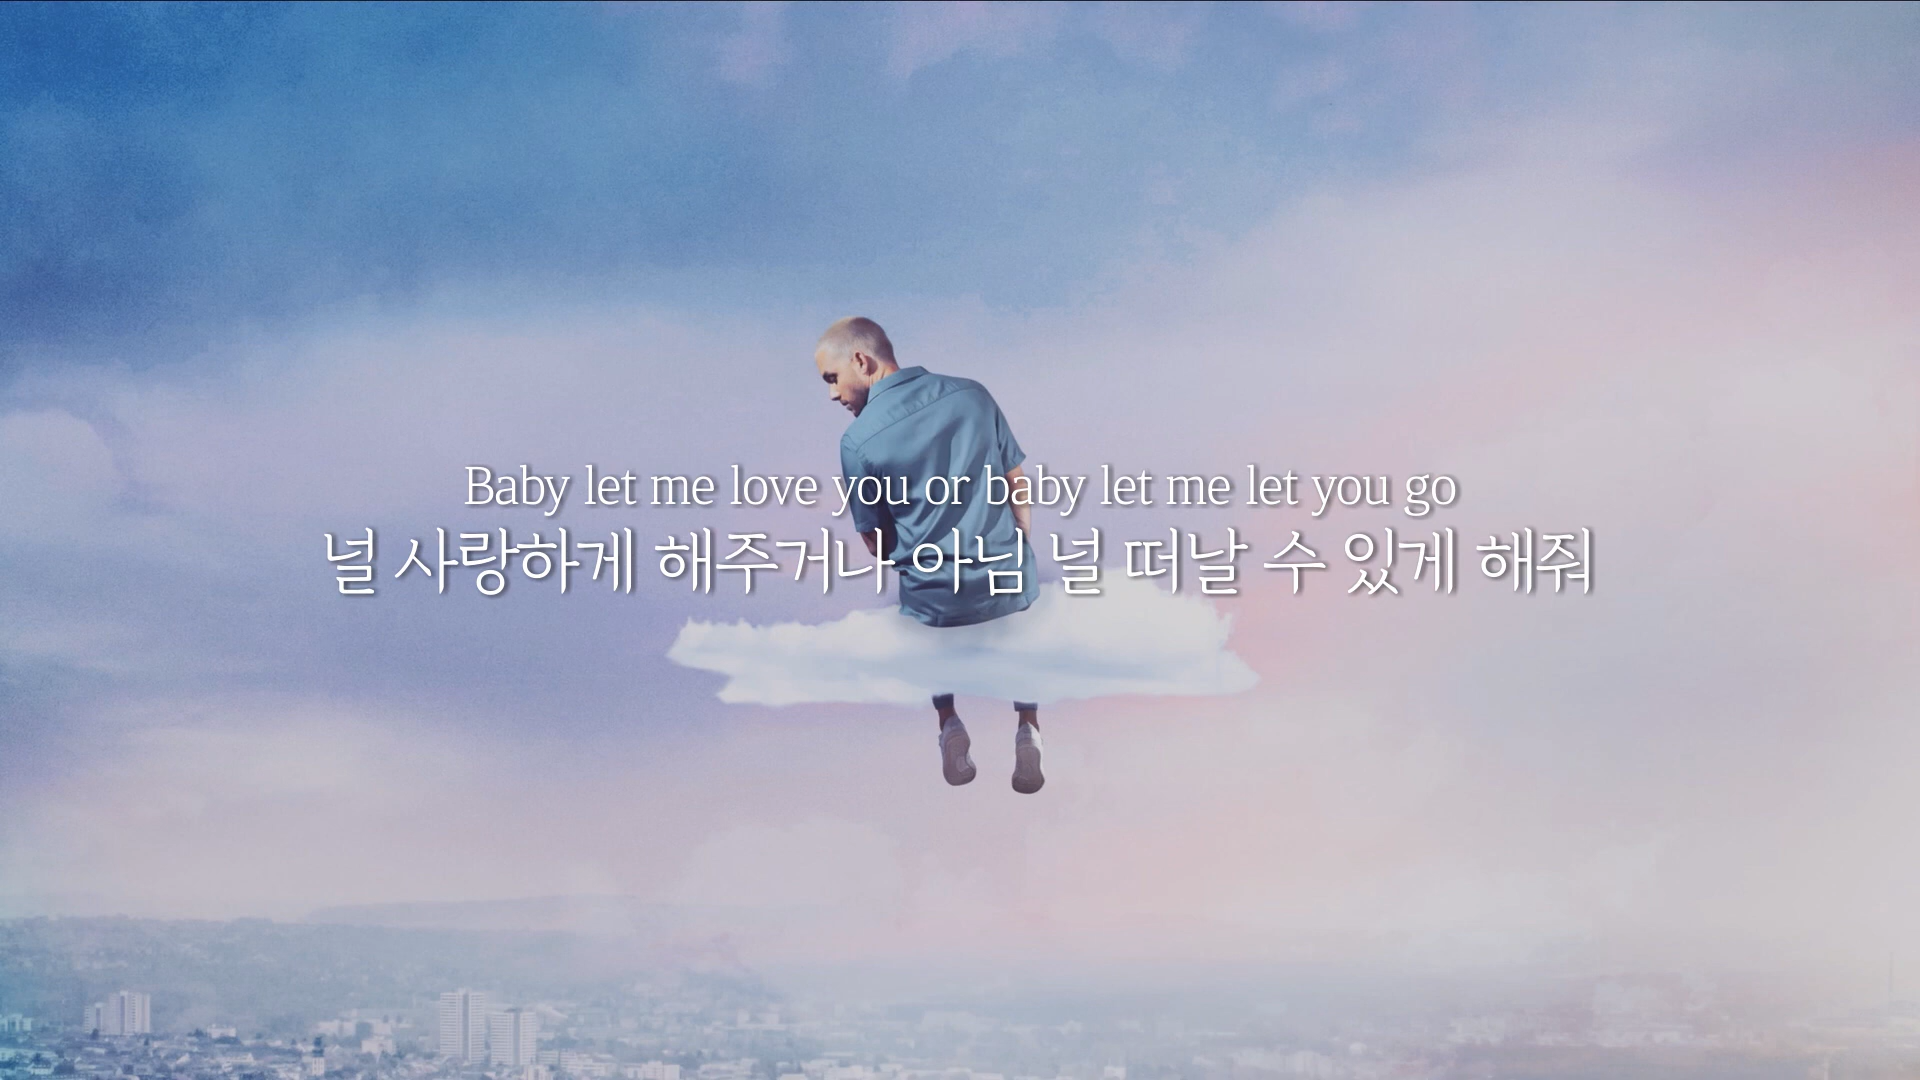 Baby let me love you or baby let me let you go
널 사랑하게 해주거나 아님 널 떠날 수 있게 해줘